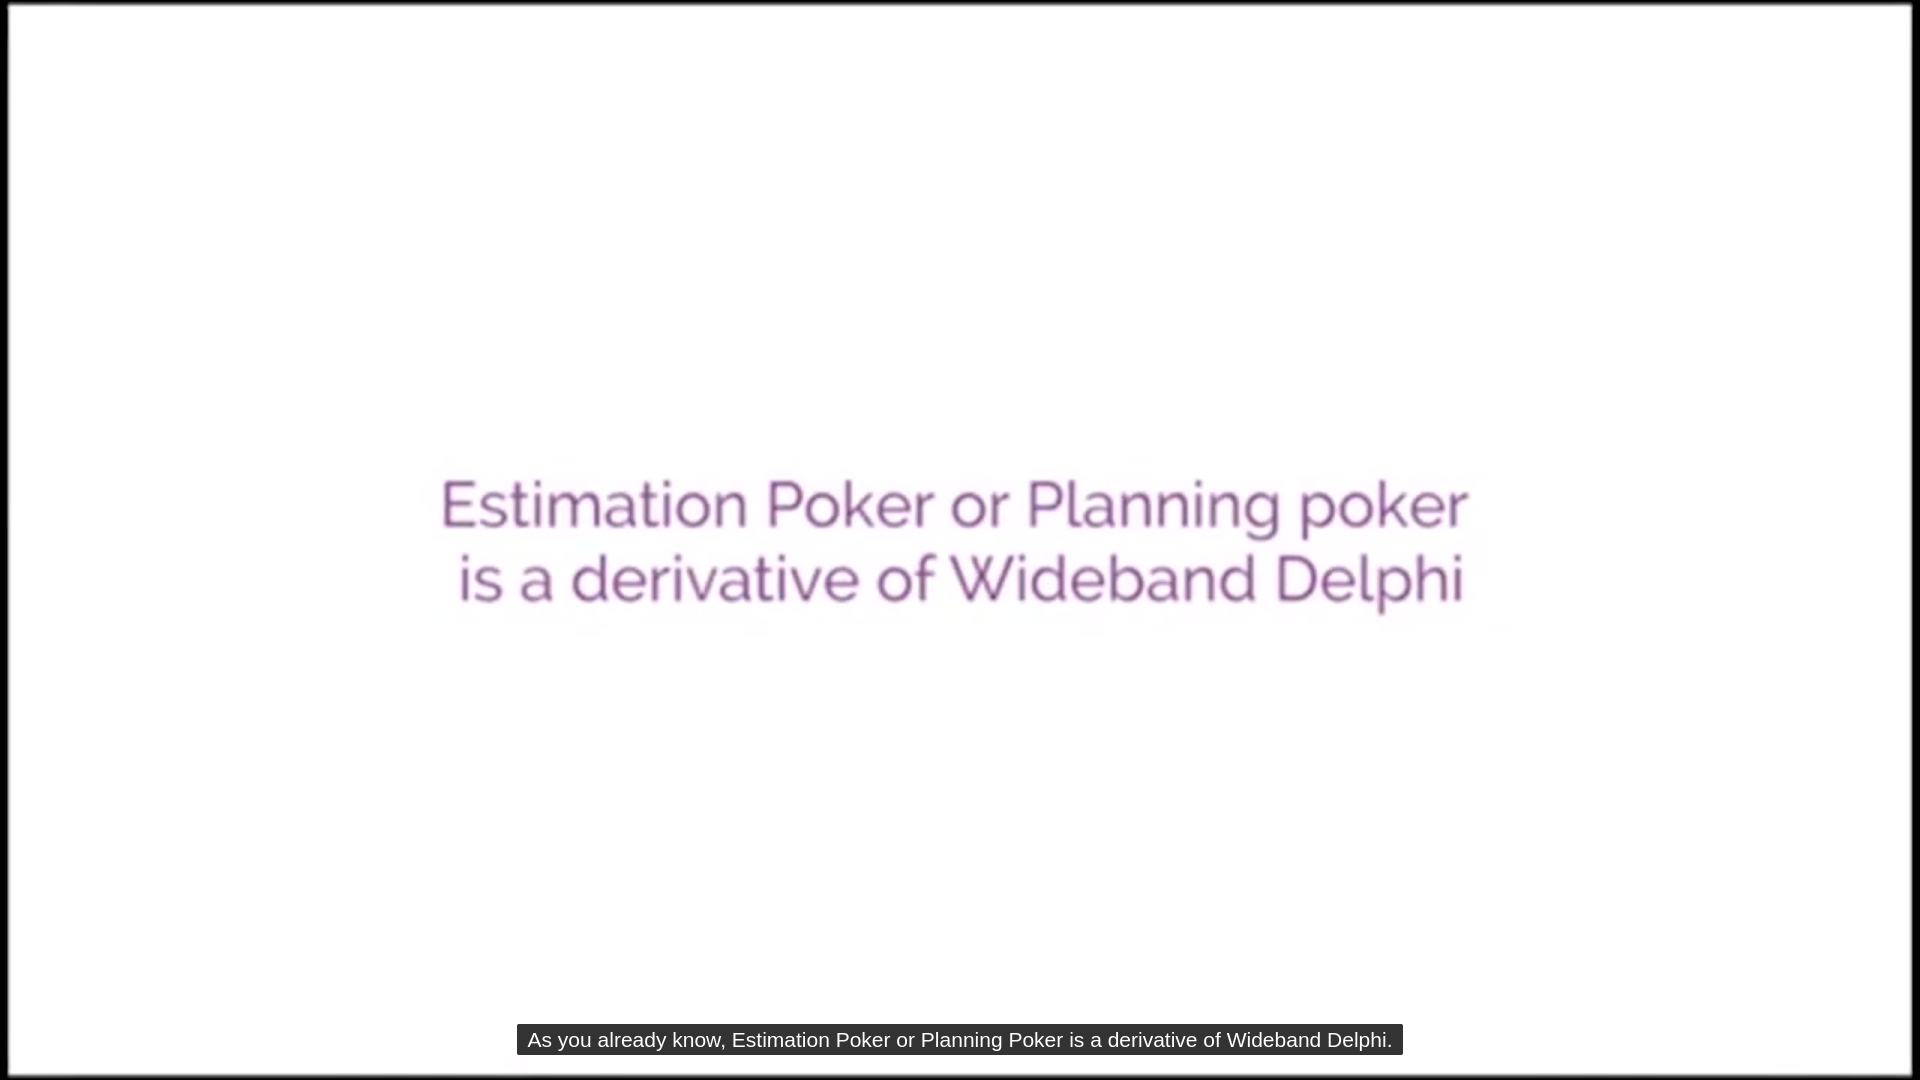 Estimation Poker or Planning poker
is a derivative of Wideband Delphi
As you already know, Estimation Poker or Planning Poker is a derivative of Wideband Delphi.